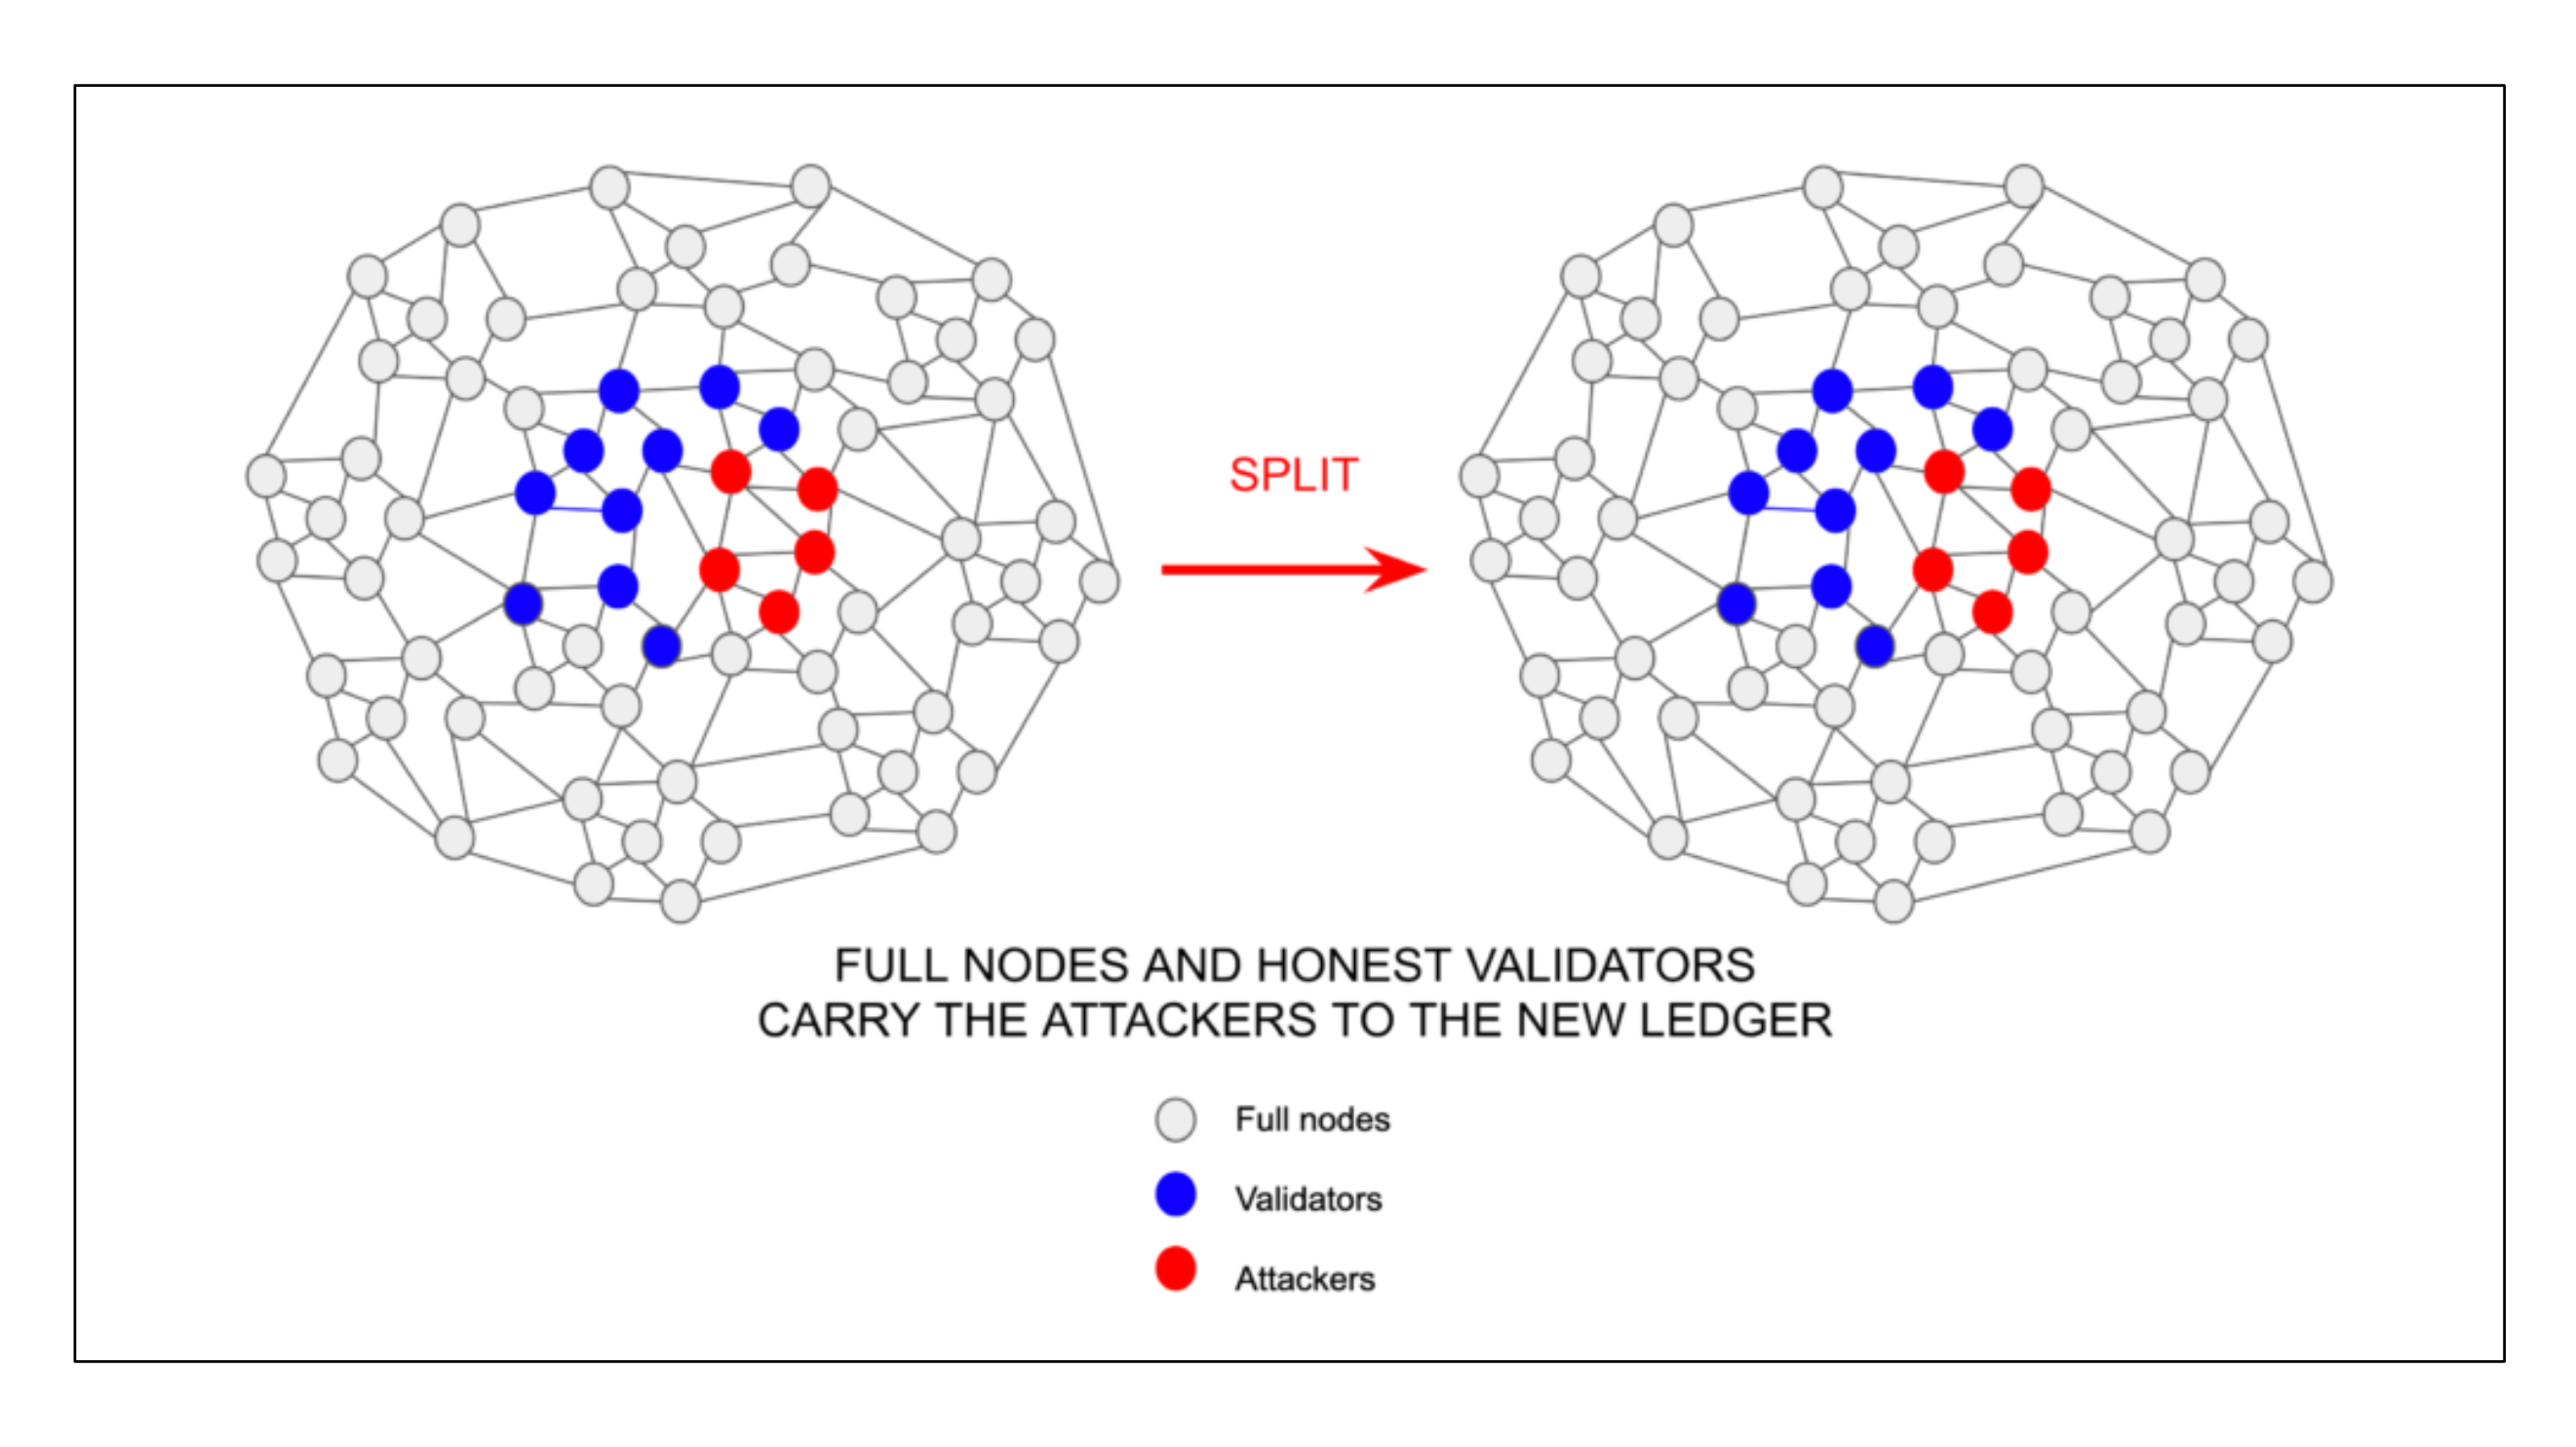 SPLIT
FULL NODES AND HONEST VALIDATORS
CARRY THE ATTACKERS TO THE NEW LEDGER
Full nodes
Validators
Attackers